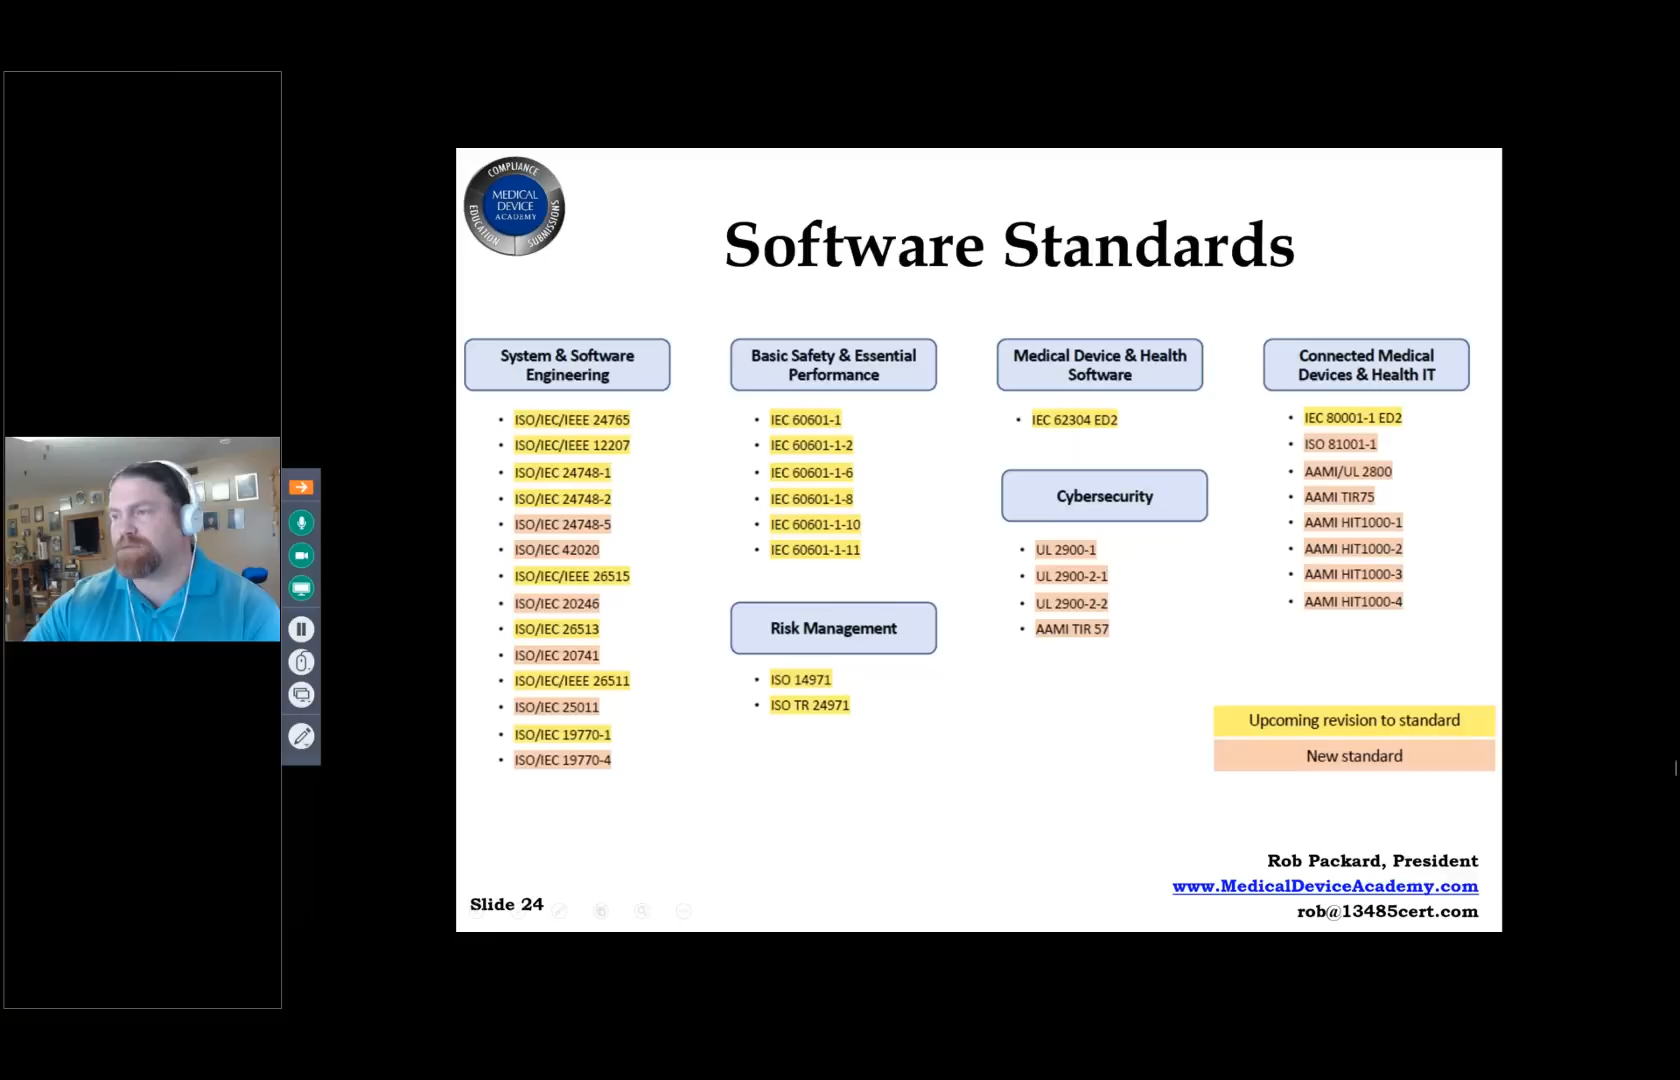 COMPLIANCE
MEDICAL
DEVICE
ACADEMY
EDUCATION
SUBMISSIONS
Software Standards
System & Software
Engineering
• ISO/IEC/IEEE 24765
• ISO/IEC/IEEE 12207
• ISO/IEC 24748-1
• ISO/IEC 24748-2
• ISO/IEC 24748-5
• ISO/IEC 42020
• ISO/IEC/IEEE 26515
• ISO/IEC 20246
• ISO/IEC 26513
• ISO/IEC 20741
• ISO/IEC/IEEE 26511
• ISO/IEC 25011
• ISO/IEC 19770-1
• ISO/IEC 19770-4
Basic Safety & Essential
Performance
• IEC 60601-1
• IEC 60601-1-2
• IEC 60601-1-6
• IEC 60601-1-8
• IEC 60601-1-10
• IEC 60601-1-11
Risk Management
• ISO 14971
• ISO TR 24971
Medical Device & Health
Software
• IEC 62304 ED2
Cybersecurity
• UL 2900-1
• UL 2900-2-1
• UL 2900-2-2
• AAMI TIR 57
Connected Medical
Devices & Health IT
• IEC 80001-1 ED2
• ISO 81001-1
• AAMI/UL 2800
• AAMI TIR75
• AAMI HIT1000-1
• AAMI HIT1000-2
• AAMI HIT1000-3
• AAMI HIT1000-4
Upcoming revision to standard
New standard
Rob Packard, President
www.MedicalDeviceAcademy.com
rob@13485cert.com
Slide 24